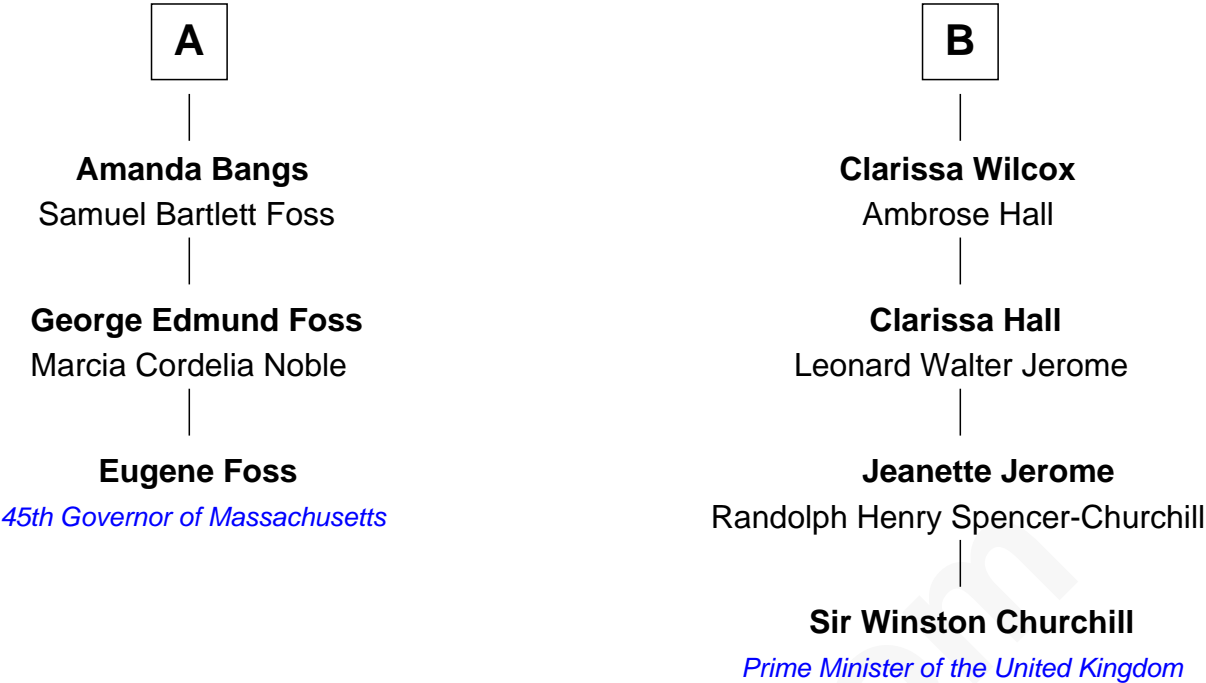 A
Amanda Bangs
Samuel Bartlett Foss
George Edmund Foss
Marcia Cordelia Noble
Eugene Foss
45th Governor of Massachusetts
B
Clarissa Wilcox
Ambrose Hall
Clarissa Hall
Leonard Walter Jerome
Jeanette Jerome
Randolph Henry Spencer-Churchill
Sir Winston Churchill
Prime Minister of the United Kingdom